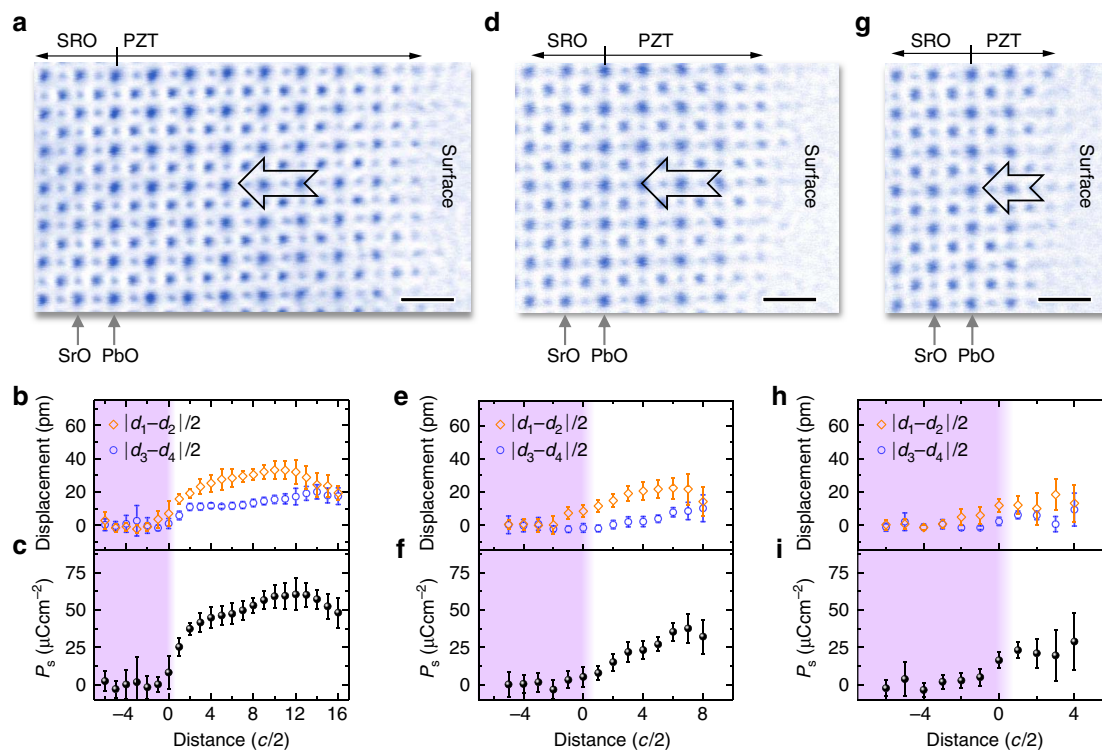 a
SRO PZT
Surface
SrO PbO
d
SRO PZT
Surface
SrO PbO
g
SRO PZT
Surface
SrO PbO
b
Displacement (pm)
60
40
20
0
|d1–d2|/2
|d3–d4|/2
c
Ps (μCcm−2)
75
50
25
0
−4 0 4 8 12 16
Distance (c/2)
e
Displacement (pm)
60
40
20
0
|d1–d2|/2
|d3–d4|/2
f
Ps (μCcm−2)
75
50
25
0
−4 0 4 8
Distance (c/2)
h
Displacement (pm)
60
40
20
0
|d1–d2|/2
|d3–d4|/2
i
Ps (μCcm−2)
75
50
25
0
−4 0 4
Distance (c/2)